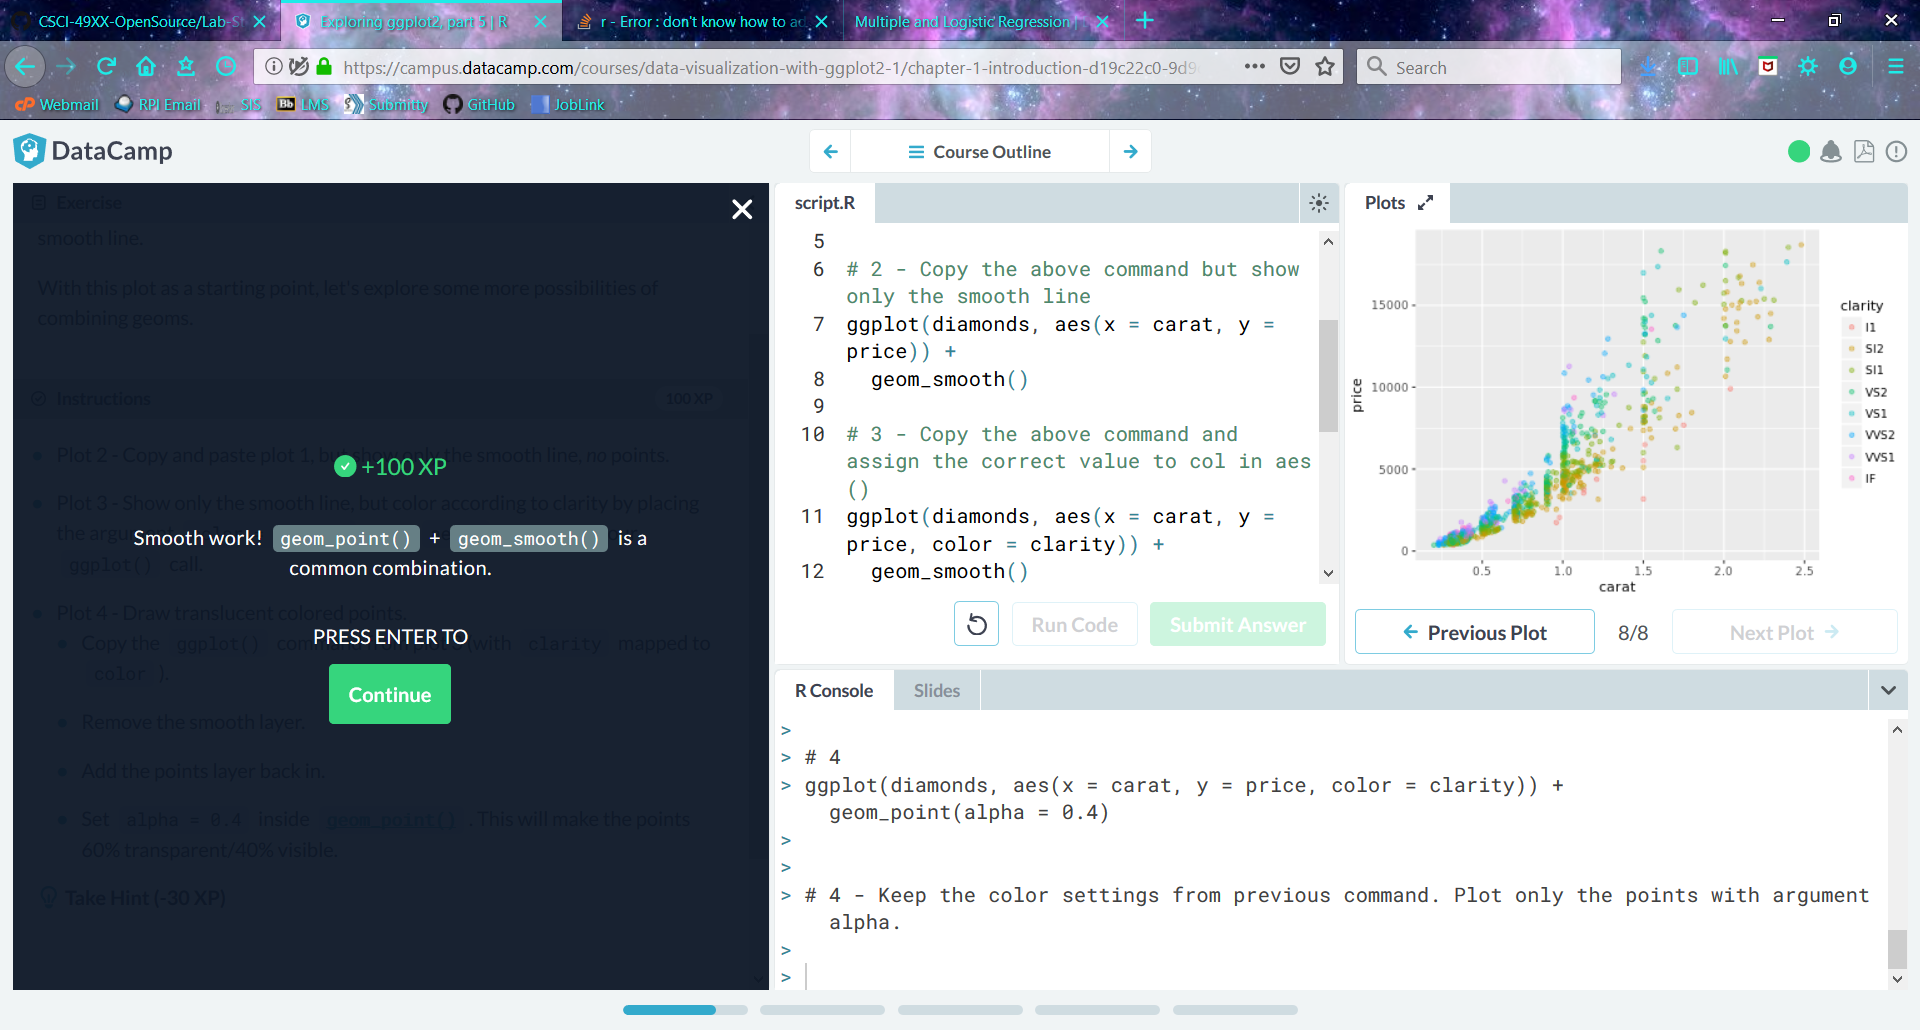 CSCI-49XX-OpenSource/Lab-S
Exploring ggplot2, part 5 | R
r - Error : don't know how to ad
Multiple and Logistic Regression |
https://campus.datacamp.com/courses/data-visualization-with-ggplot2-1/chapter-1-introduction-d19c22c0-9d9
Search
Webmail
RPI Email
SIS
Bb LMS
Submitty
GitHub
JobLink
DataCamp
Course Outline
Exercise
smooth line.
With this plot as a starting point, let's explore some more possibilities of
combining geoms.
Instructions
100 XP
Plot 2 - Copy and paste plot 1, but show only the smooth line, no points.
+100 XP
Plot 3 - Show only the smooth line, but color according to clarity by placing
the argument
Smooth work! geom_point() + geom_smooth() is a
common combination.
ggplot() call.
Plot 4 - Draw translucent colored points.
PRESS ENTER TO
Copy the ggplot() command from plot 3 (with clarity mapped to
color ).
Continue
Remove the smooth layer.
Add the points layer back in.
Set alpha = 0.4 inside geom_point() . This will make the points
60% transparent/40% visible.
Take Hint (-30 XP)
script.R
5
6 # 2 - Copy the above command but show
only the smooth line
7 ggplot(diamonds, aes(x = carat, y =
price)) +
8 geom_smooth()
9
10 # 3 - Copy the above command and
assign the correct value to col in aes
()
11 ggplot(diamonds, aes(x = carat, y =
price, color = clarity)) +
12 geom_smooth()
Run Code
Submit Answer
Plots
15000
10000
5000
0
price
0.5 1.0 1.5 2.0 2.5
carat
clarity
I1
SI2
SI1
VS2
VS1
VVS2
VVS1
IF
Previous Plot
8/8
Next Plot
R Console
Slides
>
> # 4
> ggplot(diamonds, aes(x = carat, y = price, color = clarity)) +
geom_point(alpha = 0.4)
>
>
> # 4 - Keep the color settings from previous command. Plot only the points with argument
alpha.
>
>